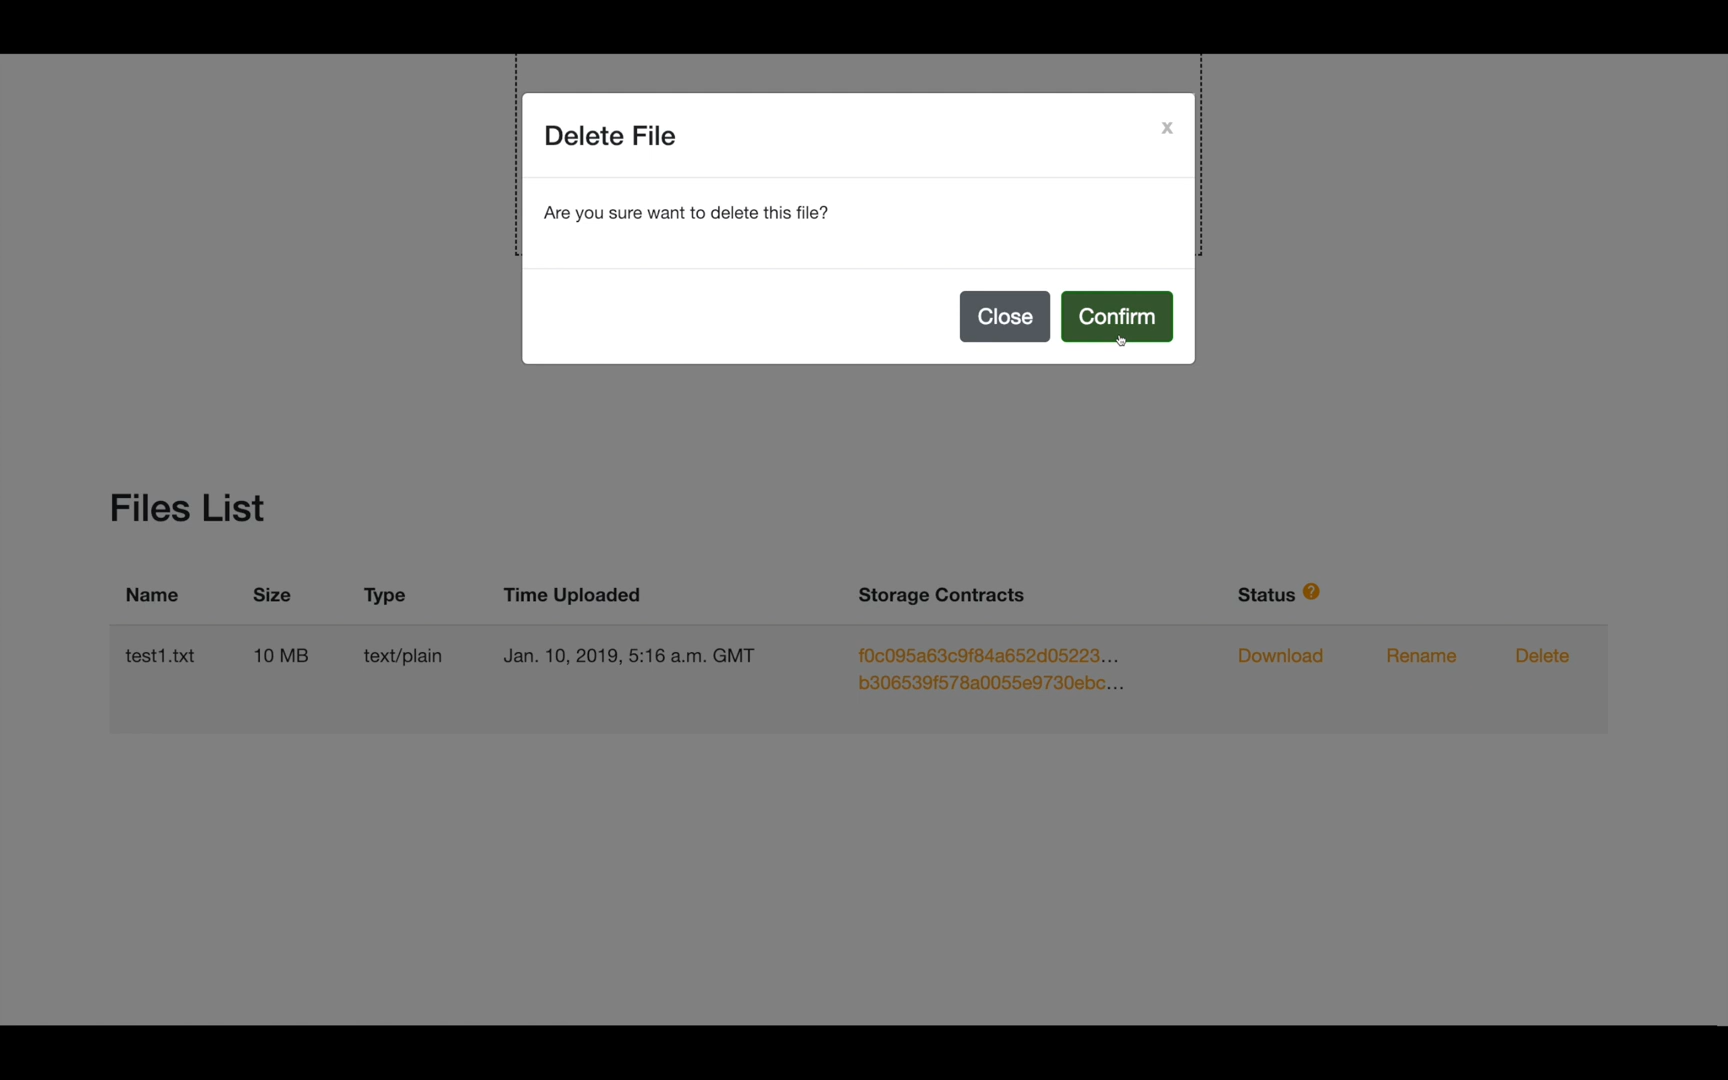 Delete File
x
Are you sure want to delete this file?
Close Confirm
Files List
Name Size Type Time Uploaded Storage Contracts Status ?
test1.txt 10 MB text/plain Jan. 10, 2019, 5:16 a.m. GMT f0c095a63c9f84a652d05223... Download Rename Delete
b306539f578a0055e9730ebc...